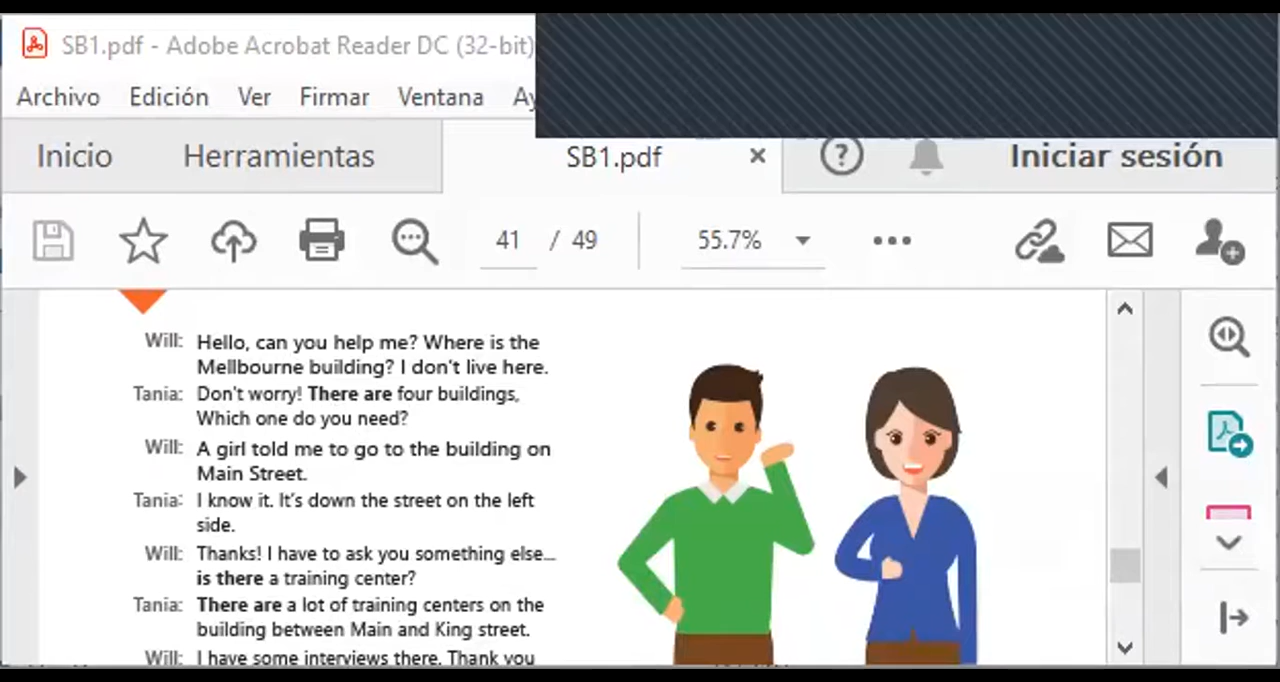 SB1.pdf - Adobe Acrobat Reader DC (32-bit)
Archivo Edición Ver Firmar Ventana
Inicio Herramientas SB1.pdf × ? Iniciar sesión
41 / 49 55.7%
Will: Hello, can you help me? Where is the
Mellbourne building? I don't live here.
Tania: Don't worry! There are four buildings,
Which one do you need?
Will: A girl told me to go to the building on
Main Street.
Tania: I know it. It's down the street on the left
side.
Will: Thanks! I have to ask you something else...
is there a training center?
Tania: There are a lot of training centers on the
building between Main and King street.
Will: I have some interviews there. Thank you